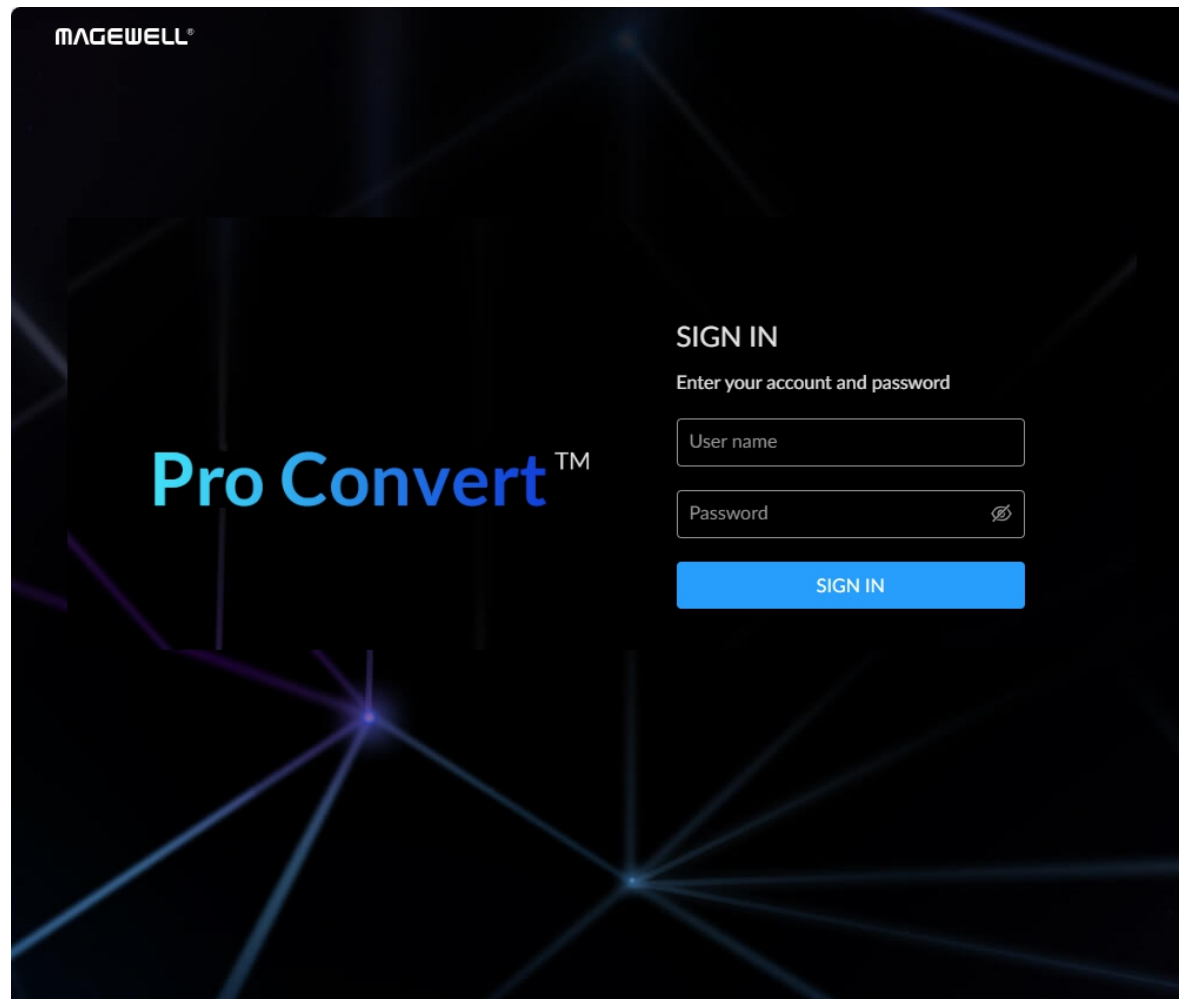 MAGEWELL®
SIGN IN
Enter your account and password
User name
Pro Convert™
Password
SIGN IN